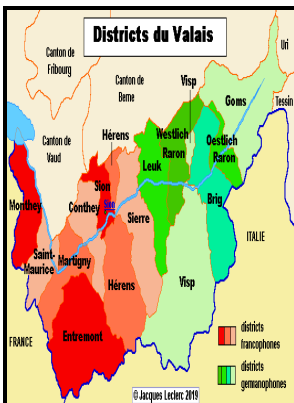 Districts du Valais
Canton de
Fribourg
Uri
Canton de
Berne
Visp
Goms
Tessin
Canton de
Vaud
Hérens
Westlich
Raron
Oestlich
Raron
Leuk
Monthey
Sion
Sion
Conthey
Sierre
Brig
Saint-
Maurice
Martigny
Hérens
Visp
ITALIE
Entremont
FRANCE
districts
francophones
districts
gemranophones
© Jacques Leclerc 2019